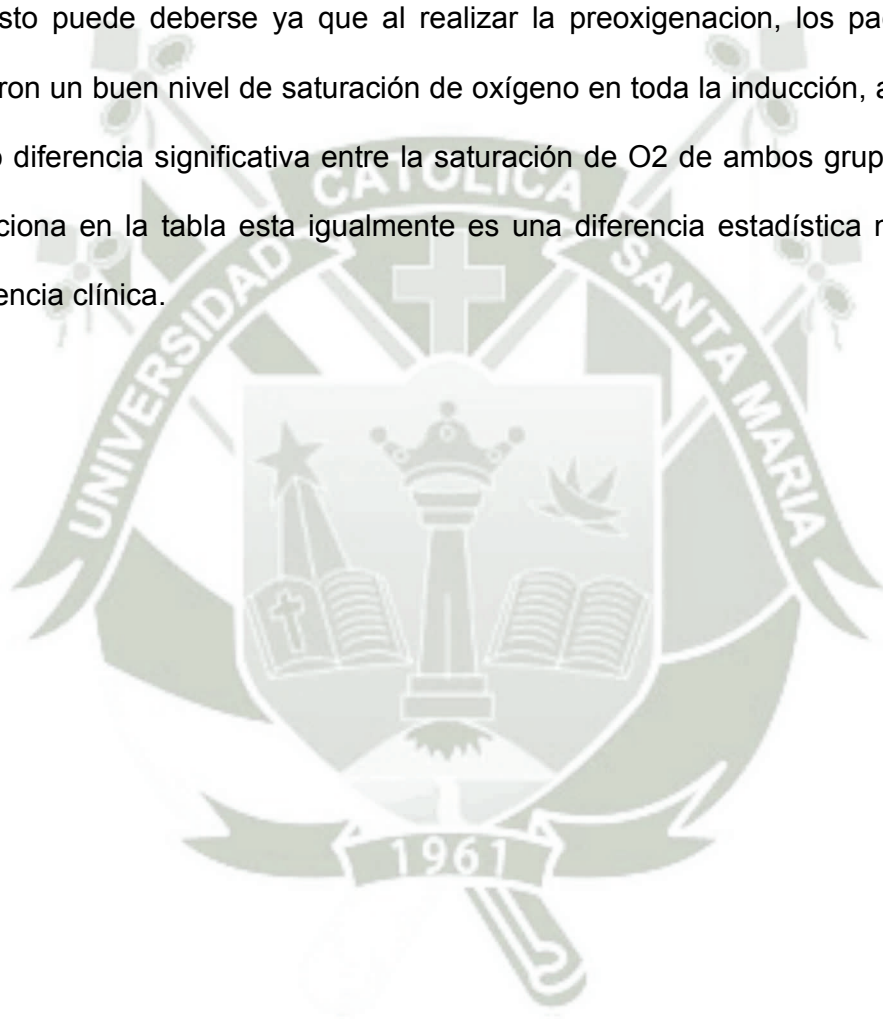 sto puede deberse ya que al realizar la preoxigenacion, los pa
ron un buen nivel de saturación de oxígeno en toda la inducción, a
diferencia significativa entre la saturación de O2 de ambos grup
ciona en la tabla esta igualmente es una diferencia estadística
encia clínica.
UNIVERSIDAD
CATOLICA
SANTA MARIA
1961